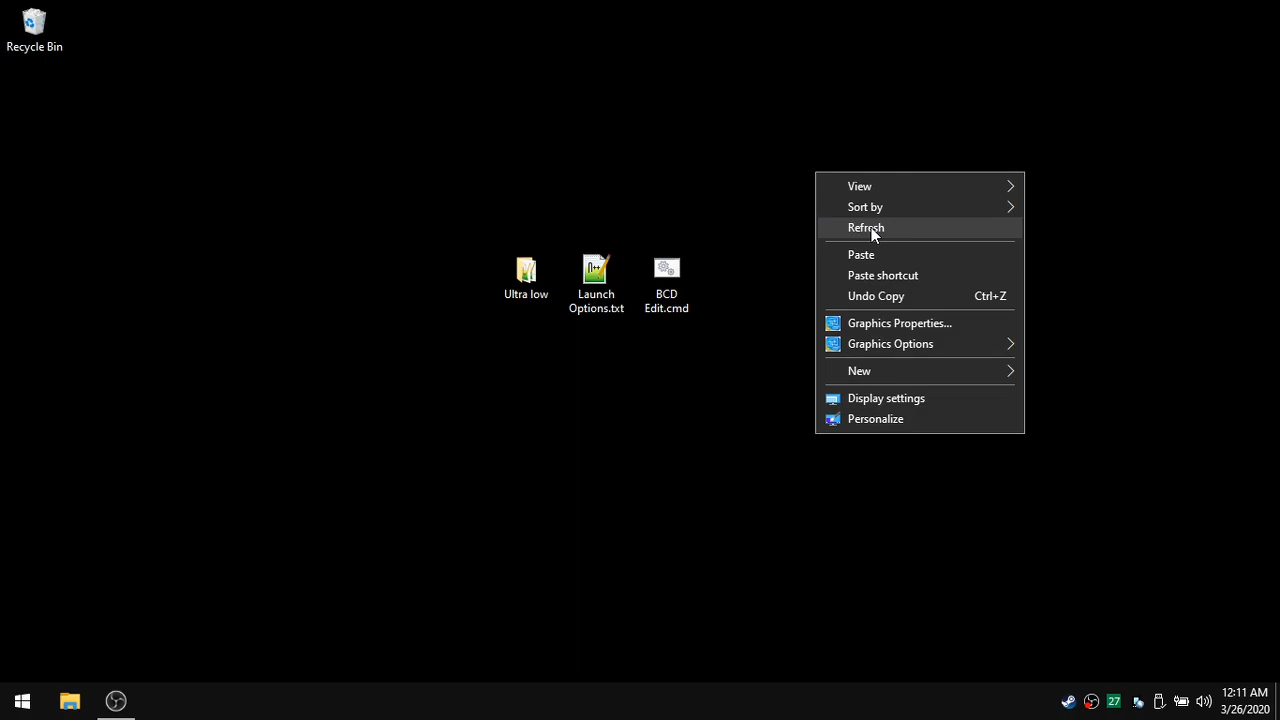 Recycle Bin
View
Sort by
Refresh
Paste
Paste shortcut
Undo Copy Ctrl+Z
Graphics Properties...
Graphics Options
New
Display settings
Personalize
Ultra low
Launch
Options.txt
BCD
Edit.cmd
27
12:11 AM
3/26/2020